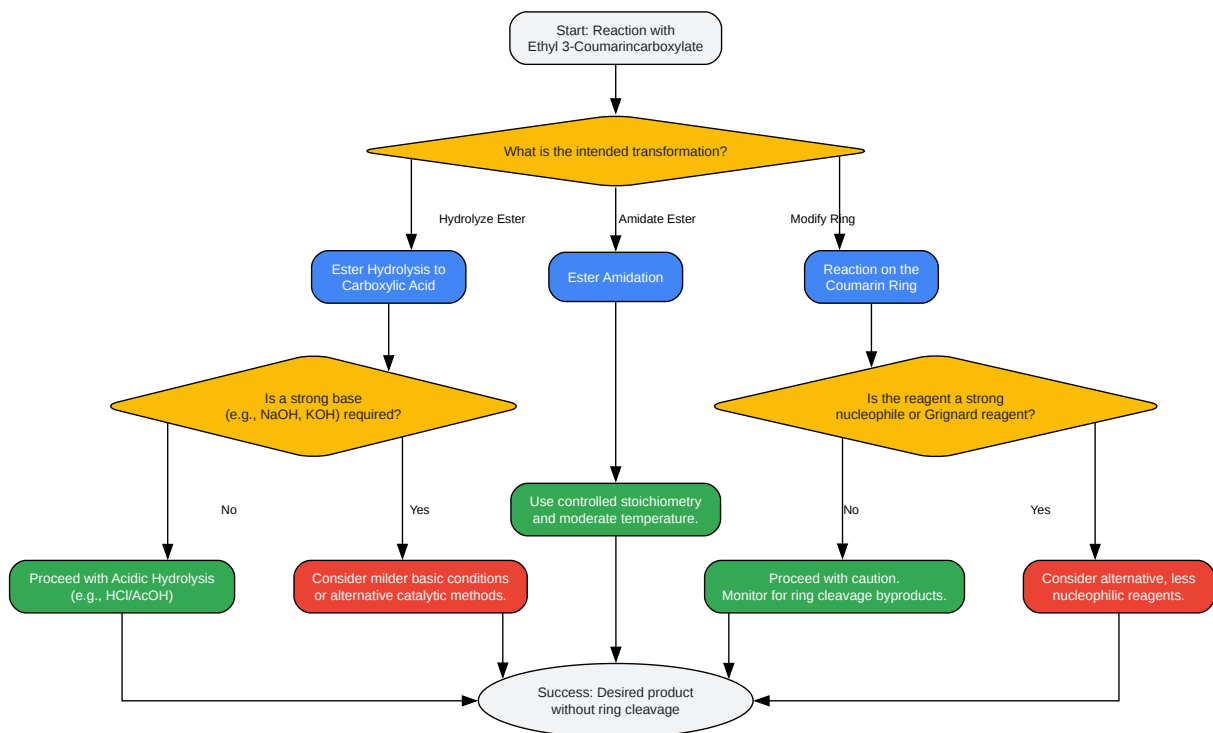 Start: Reaction with
Ethyl 3-Coumarincarboxylate
What is the intended transformation?
Hydrolyze Ester
Amidate Ester
Modify Ring
Ester Hydrolysis to
Carboxylic Acid
Ester Amidation
Reaction on the
Coumarin Ring
Is a strong base
(e.g., NaOH, KOH) required?
Is the reagent a strong
nucleophile or Grignard reagent?
No
Yes
Use controlled stoichiometry
and moderate temperature.
No
Yes
Proceed with Acidic Hydrolysis
(e.g., HCl/AcOH)
Consider milder basic conditions
or alternative catalytic methods.
Proceed with caution.
Monitor for ring cleavage byproducts.
Consider alternative, less
nucleophilic reagents.
Success: Desired product
without ring cleavage